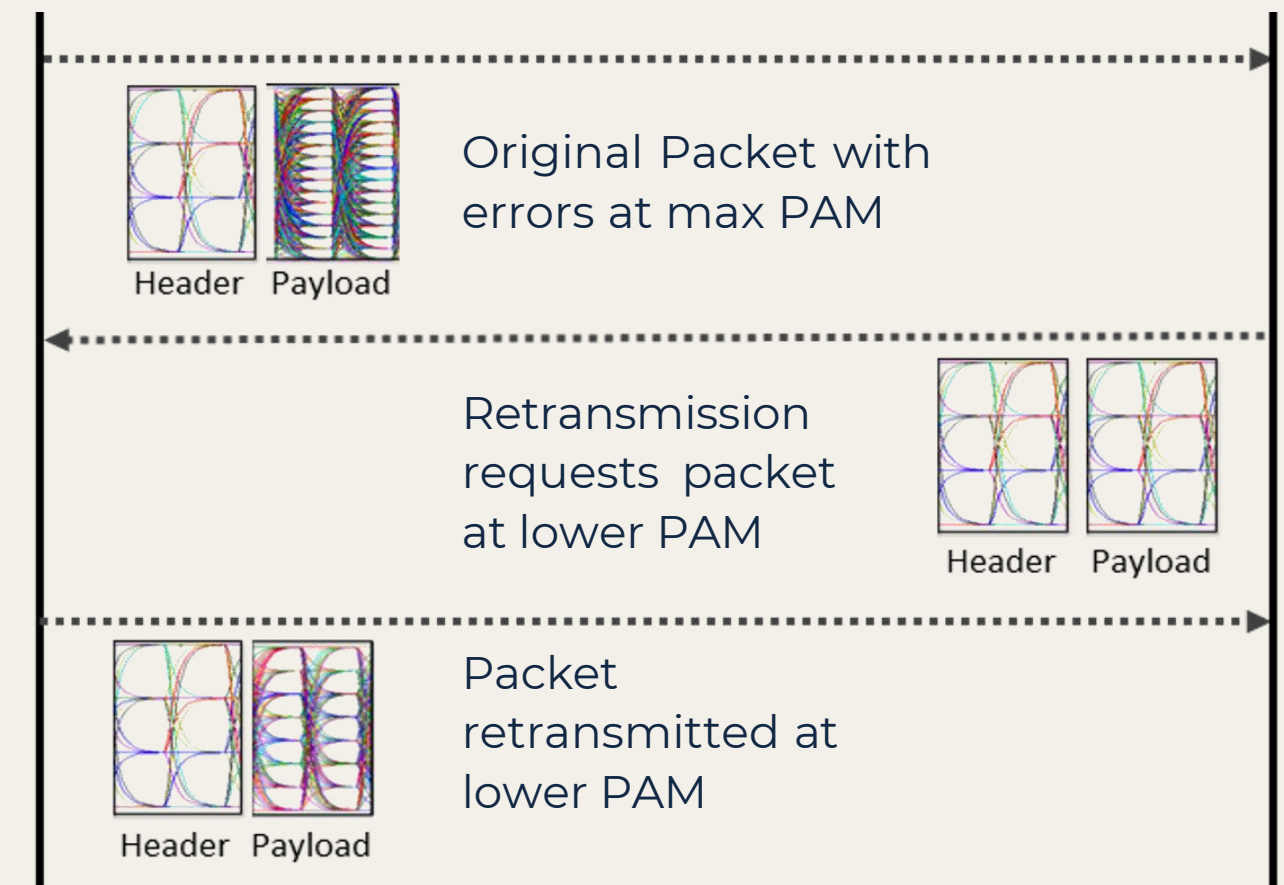 Original Packet with
errors at max PAM
Header Payload
Retransmission
requests packet
at lower PAM
Header Payload
Packet
retransmitted at
lower PAM
Header Payload